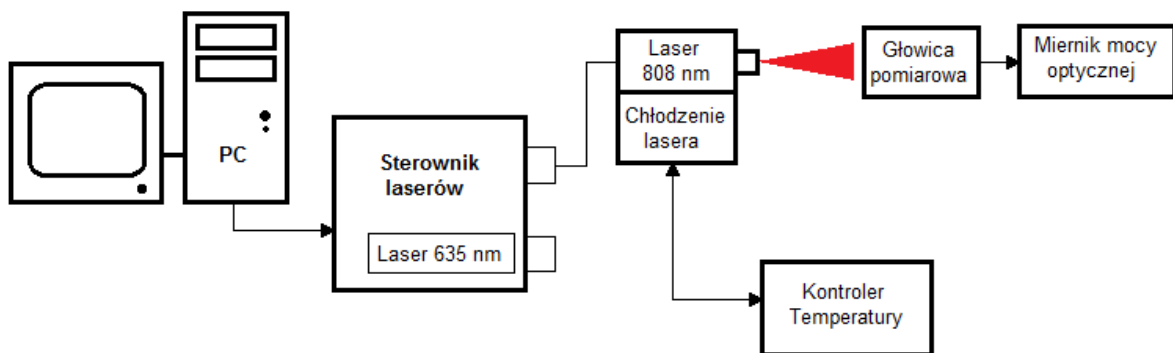 PC
Sterownik
laserów
Laser 635 nm
Laser
808 nm
Chłodzenie
lasera
Głowica
pomiarowa
Miernik mocy
optycznej
Kontroler
Temperatury